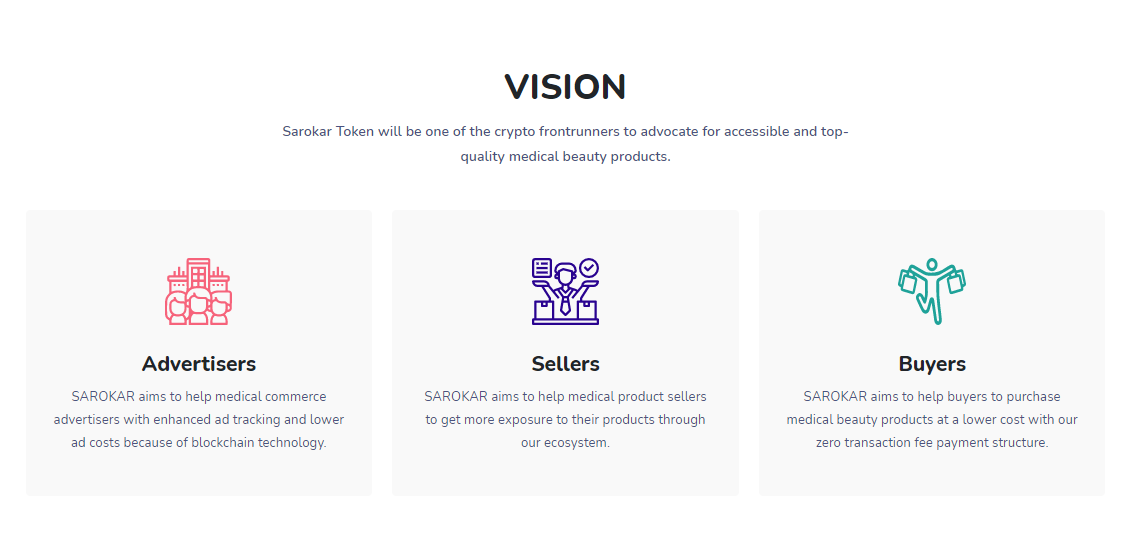 VISION
Sarokar Token will be one of the crypto frontrunners to advocate for accessible and top-
quality medical beauty products.
Advertisers
SAROKAR aims to help medical commerce
advertisers with enhanced ad tracking and lower
ad costs because of blockchain technology.
Sellers
SAROKAR aims to help medical product sellers
to get more exposure to their products through
our ecosystem.
Buyers
SAROKAR aims to help buyers to purchase
medical beauty products at a lower cost with our
zero transaction fee payment structure.